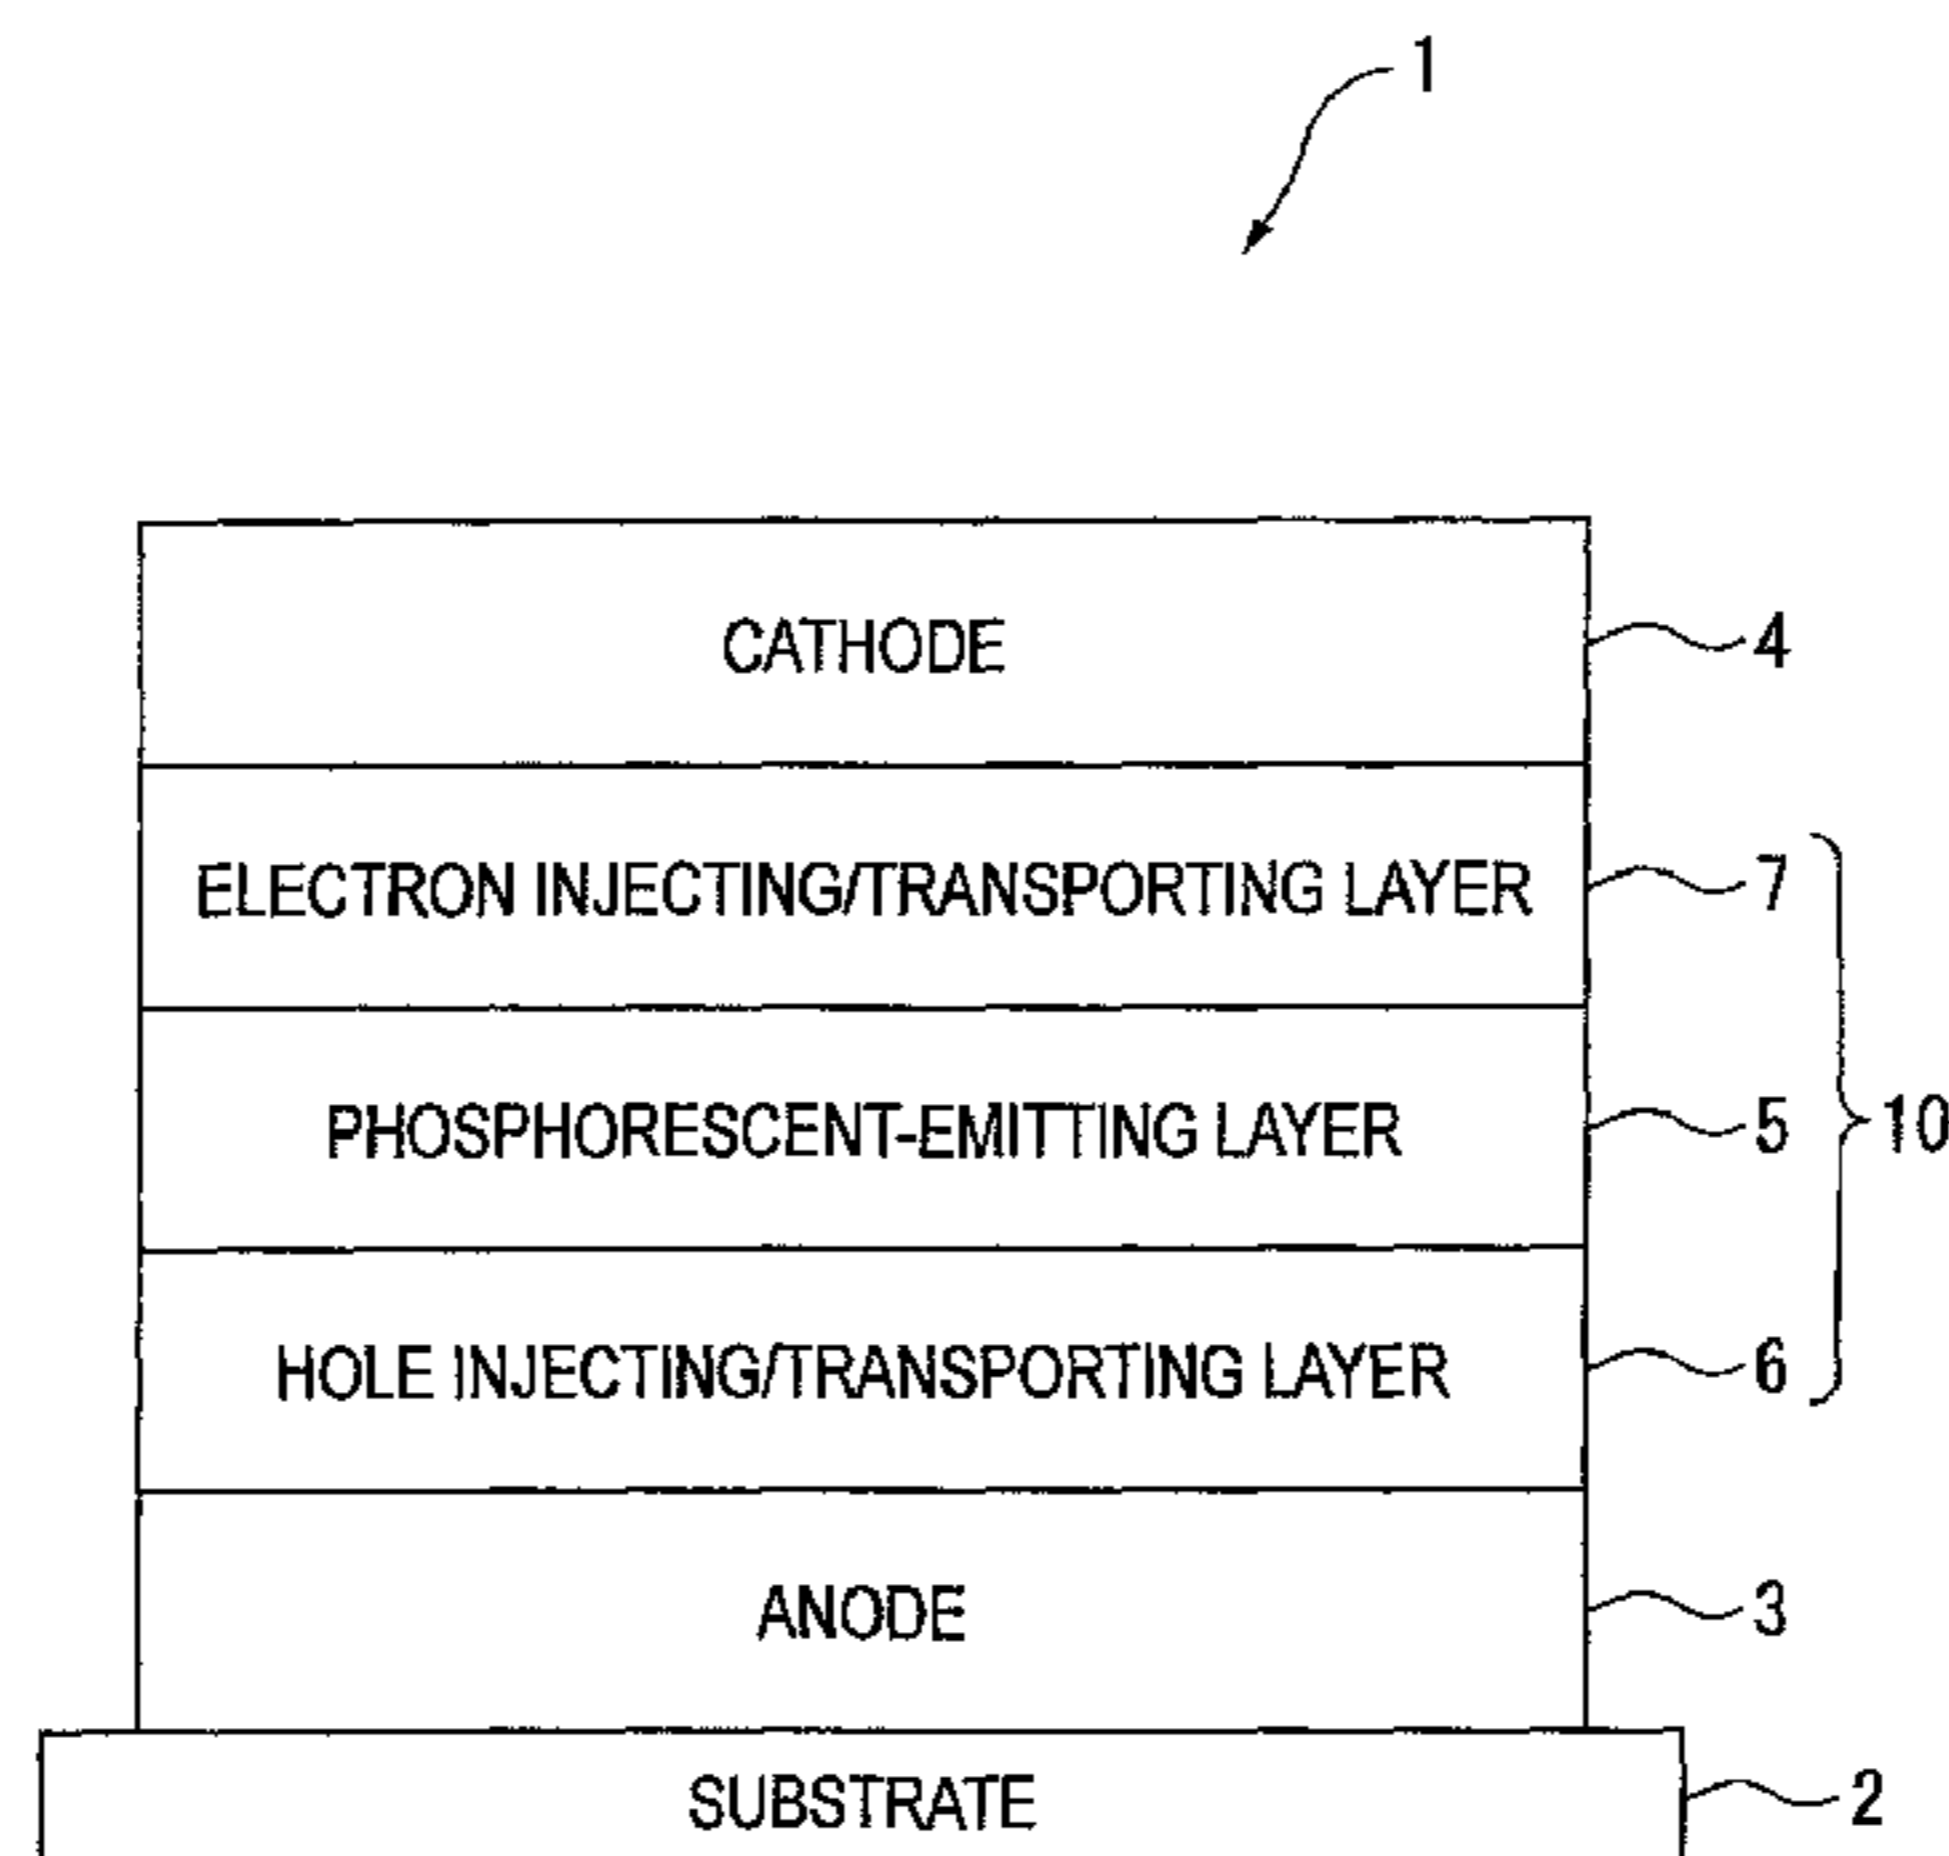 1
CATHODE 4
ELECTRON INJECTING/TRANSPORTING LAYER 7
PHOSPHORESCENT-EMITTING LAYER 5
10
HOLE INJECTING/TRANSPORTING LAYER 6
ANODE 3
SUBSTRATE 2